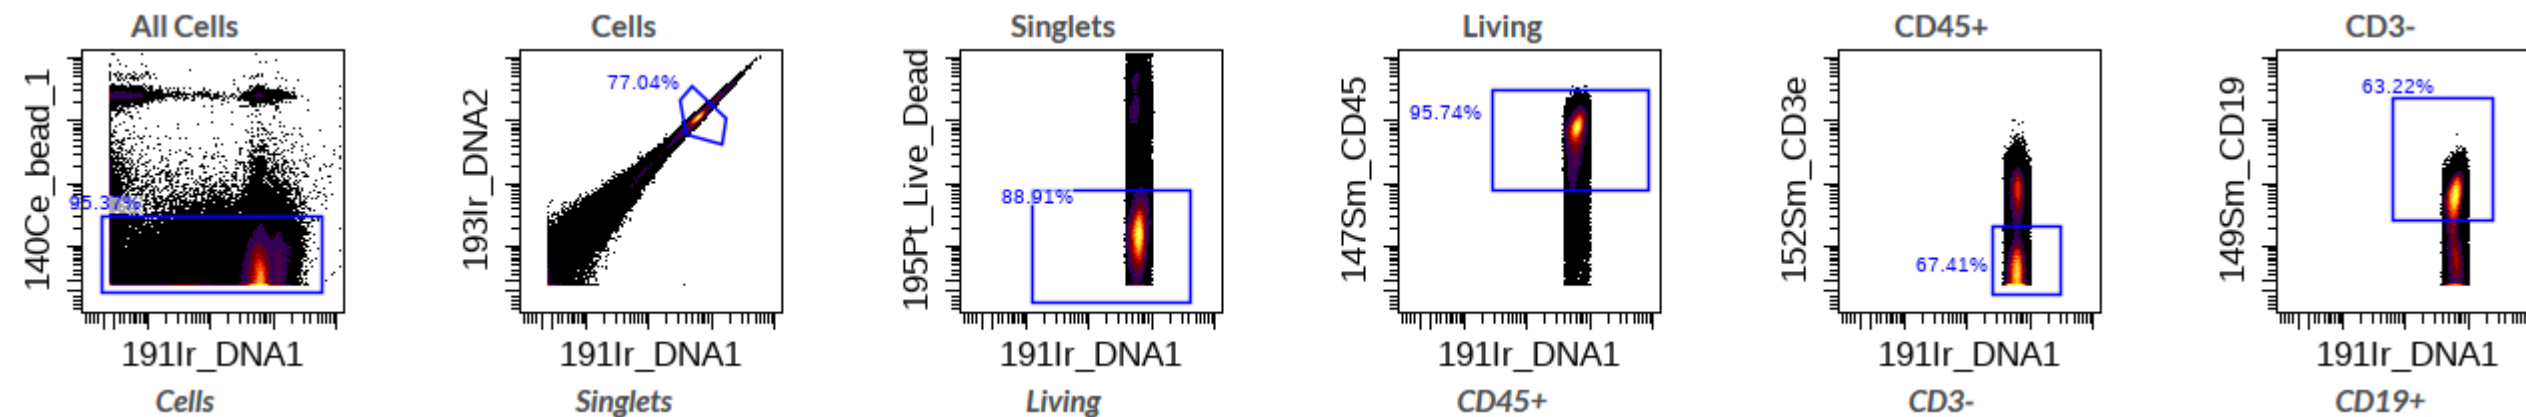 All Cells
Cells
Singlets
Living
CD45+
CD3-
140Ce_bead_1
95.37%
193Ir_DNA2
77.04%
195Pt_Live_Dead
88.91%
147Sm_CD45
95.74%
152Sm_CD3e
67.41%
149Sm_CD19
63.22%
191Ir_DNA1
191Ir_DNA1
191Ir_DNA1
191Ir_DNA1
191Ir_DNA1
191Ir_DNA1
Cells
Singlets
Living
CD45+
CD3-
CD19+